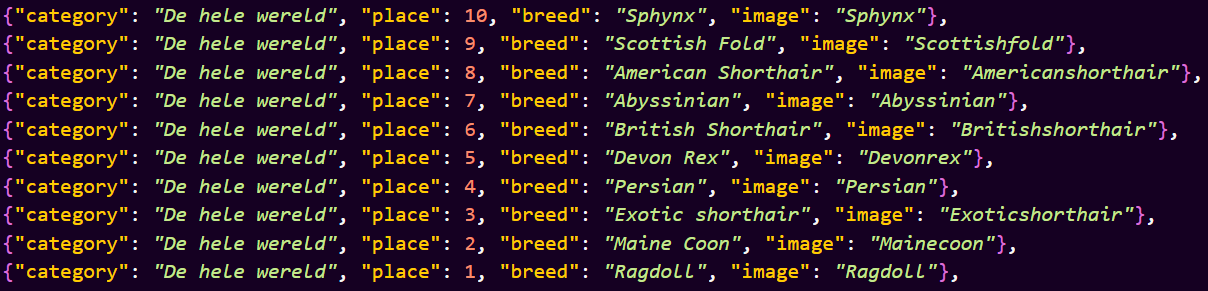 {"category": "De hele wereld", "place": 10, "breed": "Sphynx", "image": "Sphynx"},
{"category": "De hele wereld", "place": 9, "breed": "Scottish Fold", "image": "Scottishfold"},
{"category": "De hele wereld", "place": 8, "breed": "American Shorthair", "image": "Americanshorthair"},
{"category": "De hele wereld", "place": 7, "breed": "Abyssinian", "image": "Abyssinian"},
{"category": "De hele wereld", "place": 6, "breed": "British Shorthair", "image": "Britishshorthair"},
{"category": "De hele wereld", "place": 5, "breed": "Devon Rex", "image": "Devonrex"},
{"category": "De hele wereld", "place": 4, "breed": "Persian", "image": "Persian"},
{"category": "De hele wereld", "place": 3, "breed": "Exotic shorthair", "image": "Exoticshorthair"},
{"category": "De hele wereld", "place": 2, "breed": "Maine Coon", "image": "Mainecoon"},
{"category": "De hele wereld", "place": 1, "breed": "Ragdoll", "image": "Ragdoll"},